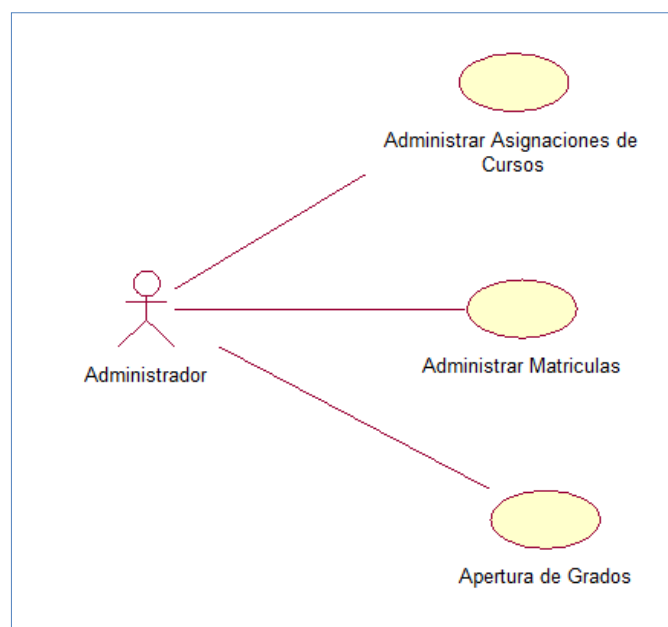 Administrar Asignaciones de
Cursos
Administrador
Administrar Matriculas
Apertura de Grados